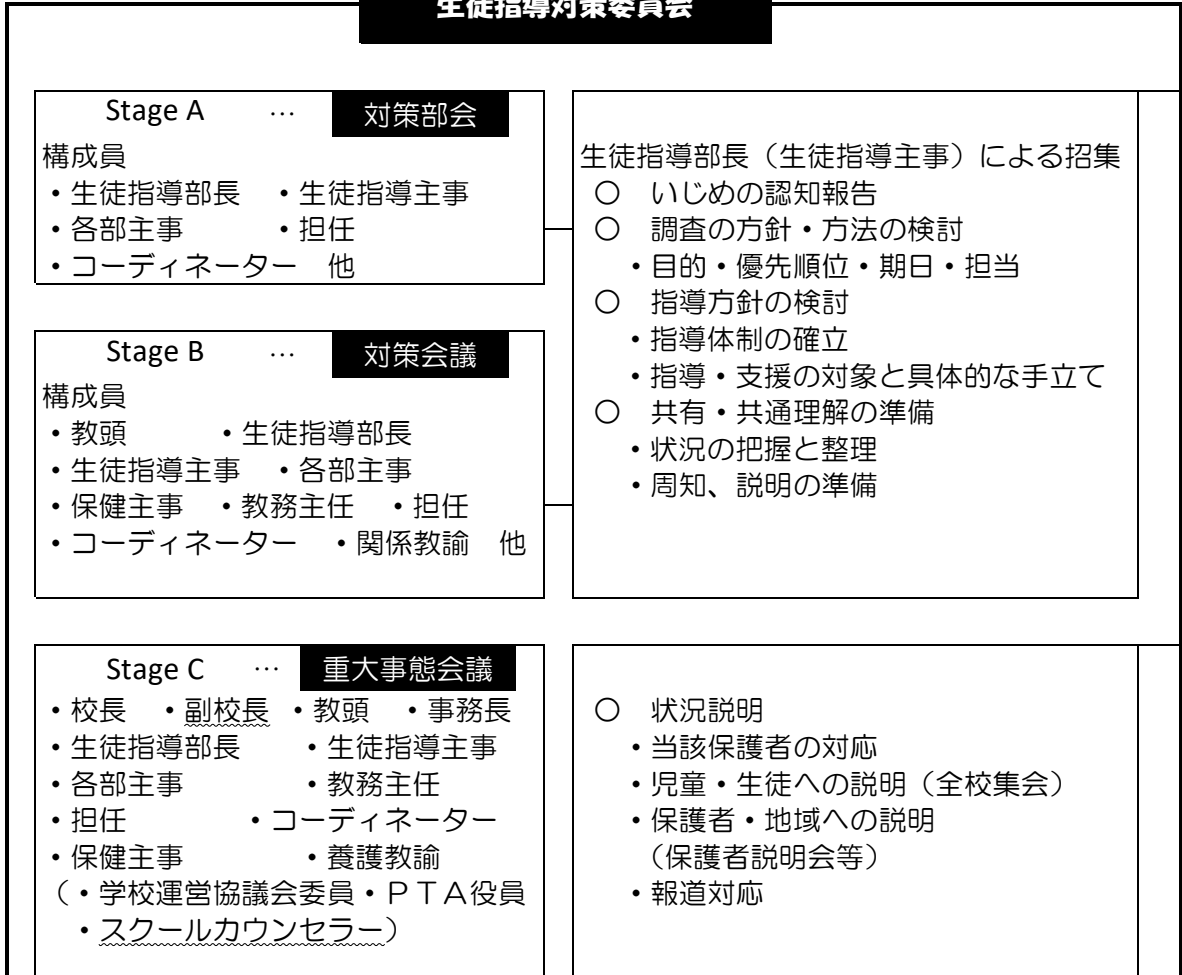 生徒指導対策委員会
Stage A … 対策部会
構成員
・生徒指導部長 ・生徒指導主事
・各部主事 ・担任
・コーディネーター 他
生徒指導部長（生徒指導主事）による招集
○ いじめの認知報告
○ 調査の方針・方法の検討
・目的・優先順位・期日・担当
○ 指導方針の検討
・指導体制の確立
・指導・支援の対象と具体的な手立て
○ 共有・共通理解の準備
・状況の把握と整理
・周知、説明の準備
Stage B … 対策会議
構成員
・教頭 ・生徒指導部長
・生徒指導主事 ・各部主事
・保健主事 ・教務主任 ・担任
・コーディネーター ・関係教諭 他
Stage C … 重大事態会議
・校長 ・副校長 ・教頭 ・事務長
・生徒指導部長 ・生徒指導主事
・各部主事 ・教務主任
・担任 ・コーディネーター
・保健主事 ・養護教諭
（・学校運営協議会委員・ＰＴＡ役員
・スクールカウンセラー）
○ 状況説明
・当該保護者の対応
・児童・生徒への説明（全校集会）
・保護者・地域への説明
（保護者説明会等）
・報道対応